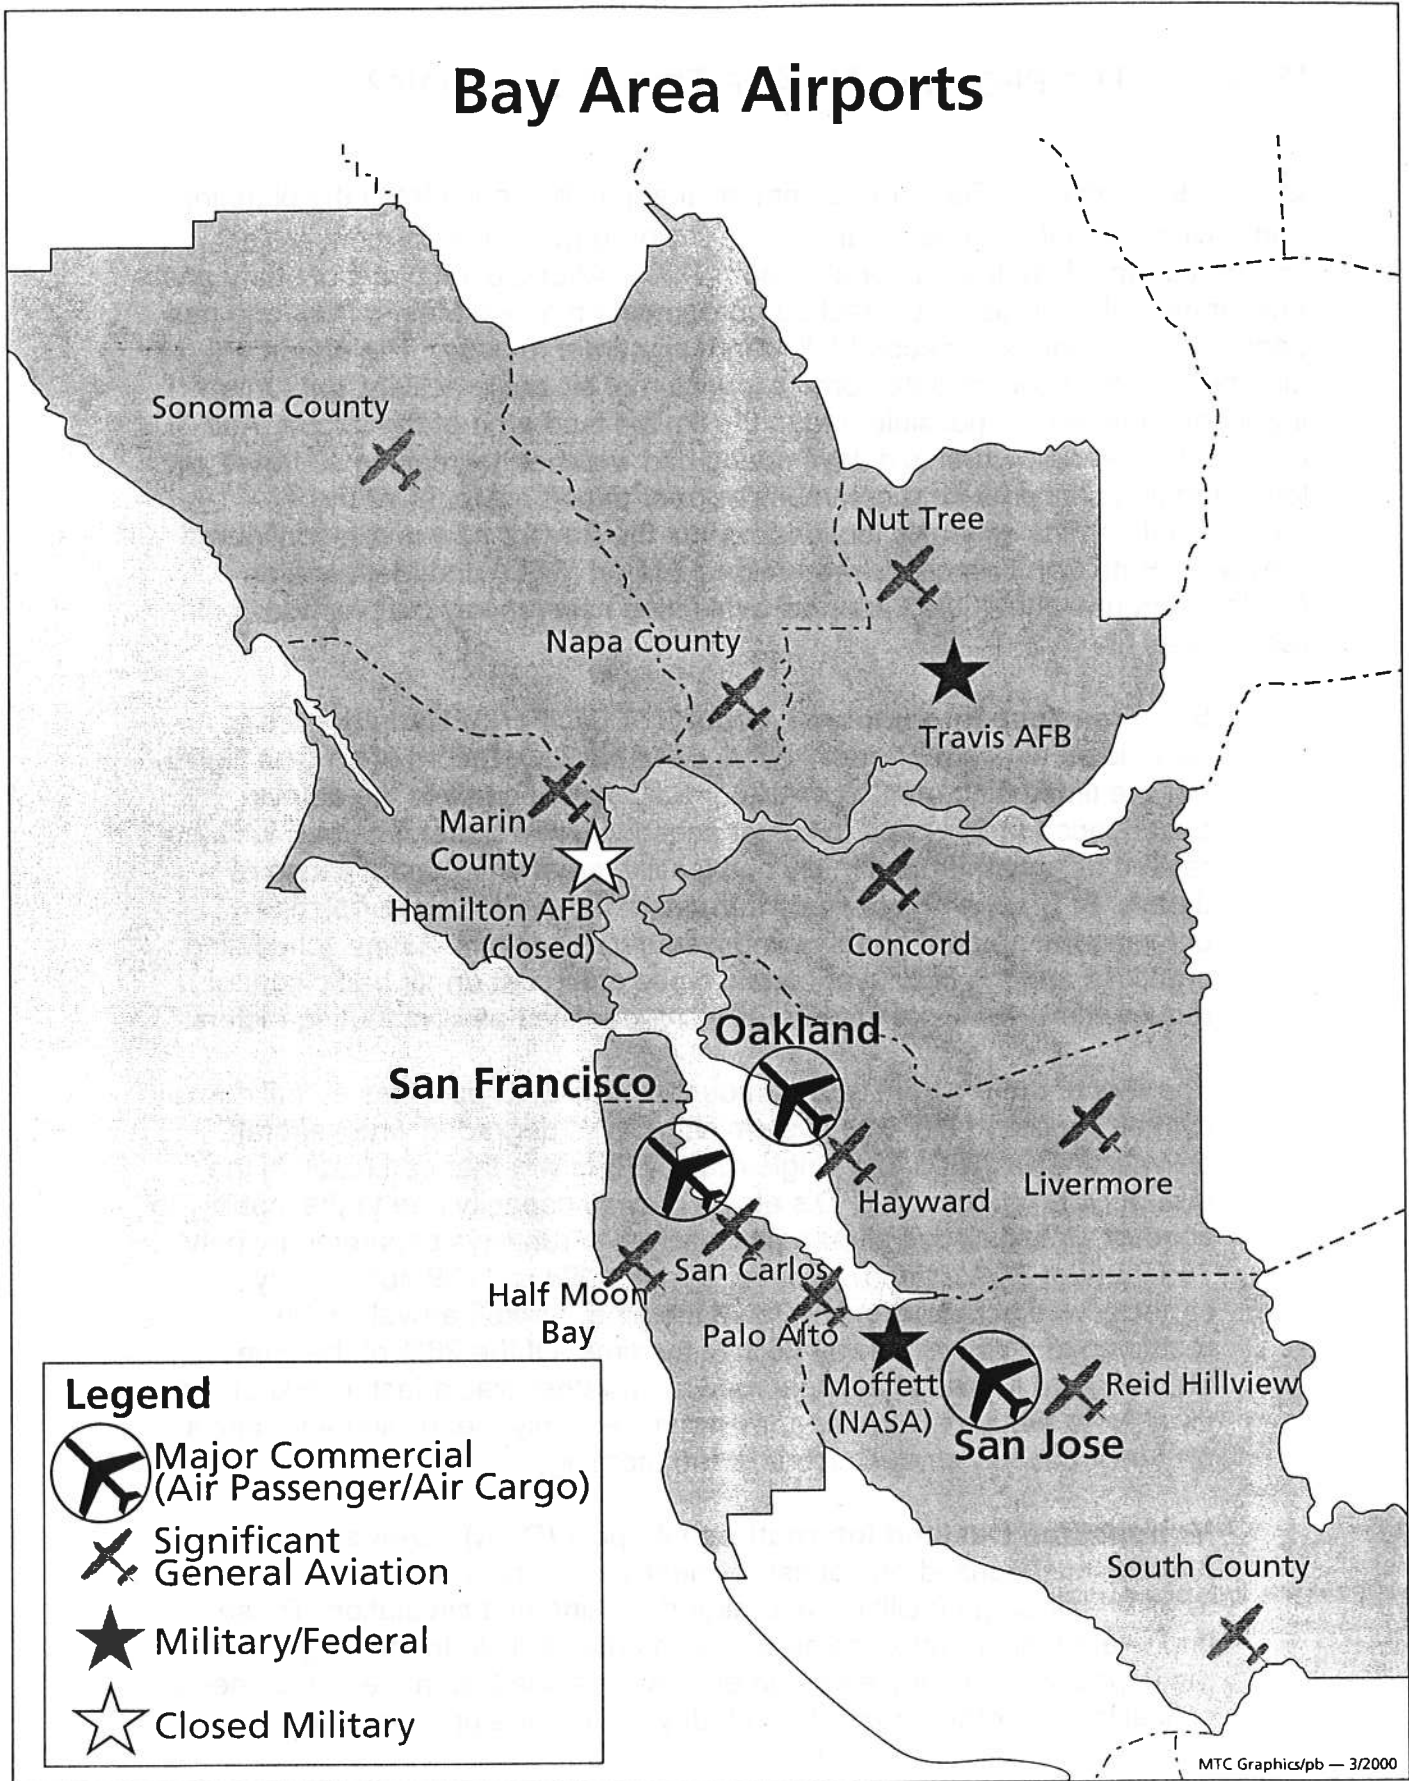 Bay Area Airports
Sonoma County
Nut Tree
Napa County
Travis AFB
Marin
County
Hamilton AFB
(closed)
Concord
Oakland
San Francisco
Livermore
Hayward
San Carlos
Half Moon
Bay
Palo Alto
Moffett
(NASA)
Reid Hillview
San Jose
South County
Legend
Major Commercial
(Air Passenger/Air Cargo)
Significant
General Aviation
Military/Federal
Closed Military
MTC Graphics/pb — 3/2000